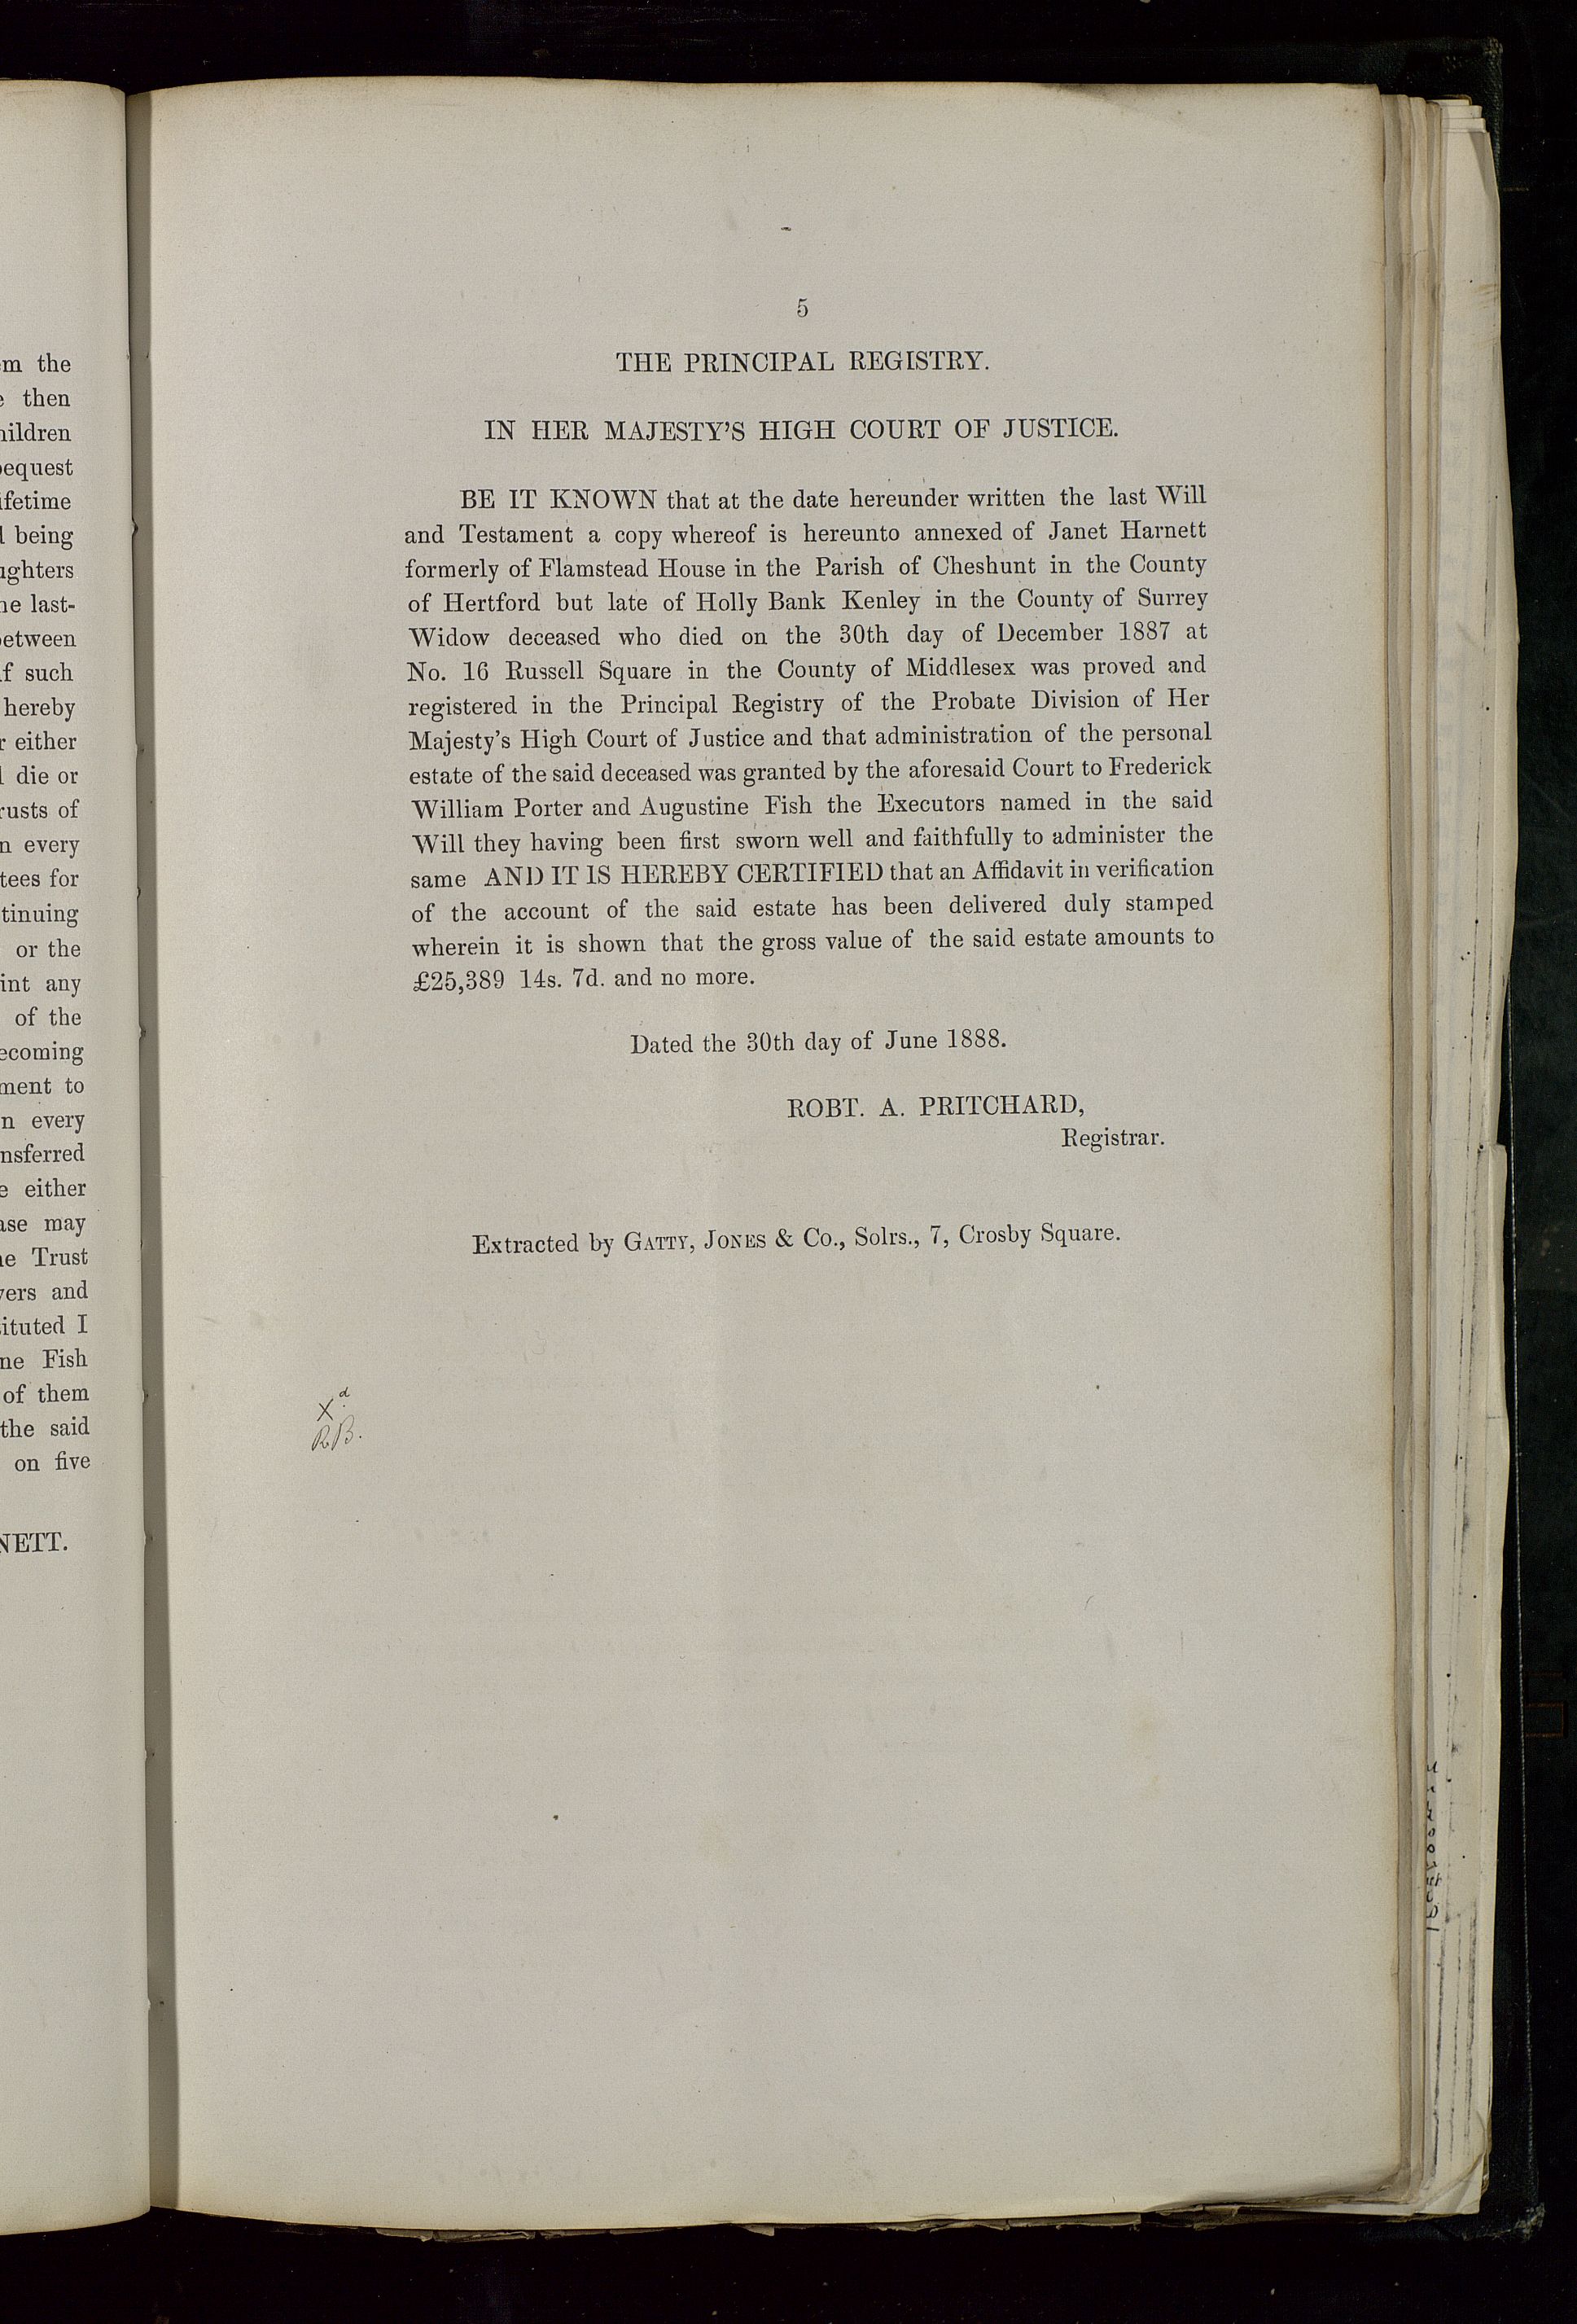 em the
then
children
bequest
lifetime
being
the last-
between
of such
hereby
either
die or
trusts of
n every
tees for
tinuing
or the
int any
of the
ecoming
ment to
n every
nsferred
either
ase may
Trust
vers and
tituted I
ne Fish
of them
the said
on five
NETT.
5
THE PRINCIPAL REGISTRY.
IN HER MAJESTY'S HIGH COURT OF JUSTICE.
BE IT KNOWN that at the date hereunder written the last Will
and Testament a copy whereof is hereunto annexed of Janet Harnett
formerly of Flamstead House in the Parish of Cheshunt in the County
of Hertford but late of Holly Bank Kenley in the County of Surrey
Widow deceased who died on the 30th day of December 1887 at
No. 16 Russell Square in the County of Middlesex was proved and
registered in the Principal Registry of the Probate Division of Her
Majesty's High Court of Justice and that administration of the personal
estate of the said deceased was granted by the aforesaid Court to Frederick
William Porter and Augustine Fish the Executors named in the said
Will they having been first sworn well and faithfully to administer the
same AND IT IS HEREBY CERTIFIED that an Affidavit in verification
of the account of the said estate has been delivered duly stamped
wherein it is shown that the gross value of the said estate amounts to
£25,389 14s. 7d. and no more.
Dated the 30th day of June 1888.
ROBT. A. PRITCHARD,
Registrar.
Extracted by GATTY, JONES & Co., Solrs., 7, Crosby Square.
Xd
RB.